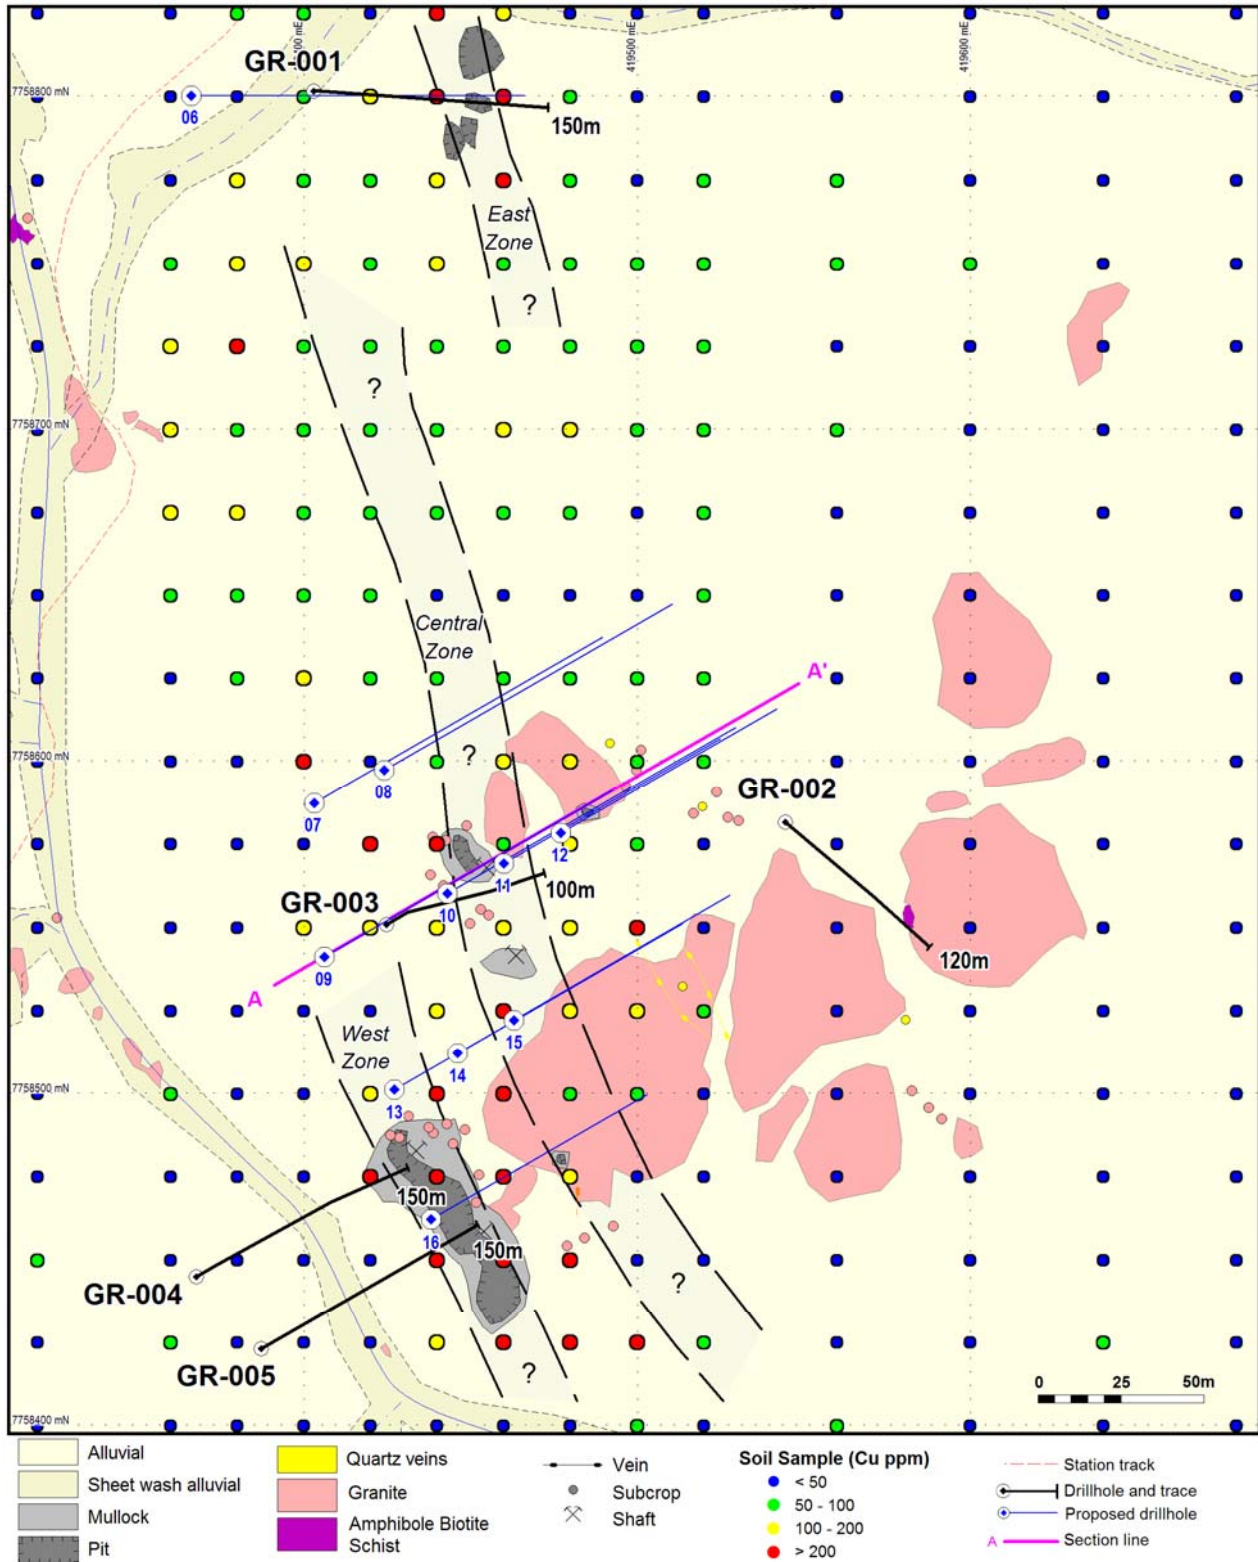 419500 mE
419600 mE
GR-001
7758800 mN
06
150m
East
Zone
?
?
7758700 mN
Central
Zone
A'
?
7758600 mN
08
07
GR-002
12
11
100m
GR-003
10
09
120m
A
West
Zone
15
14
7758500 mN
13
150m
16
150m
GR-004
?
GR-005
?
0 25 50m
7758400 mN
Alluvial
Sheet wash alluvial
Mullock
Pit
Quartz veins
Granite
Amphibole Biotite
Schist
Vein
Subcrop
Shaft
Soil Sample (Cu ppm)
< 50
50 - 100
100 - 200
> 200
Station track
Drillhole and trace
Proposed drillhole
A Section line